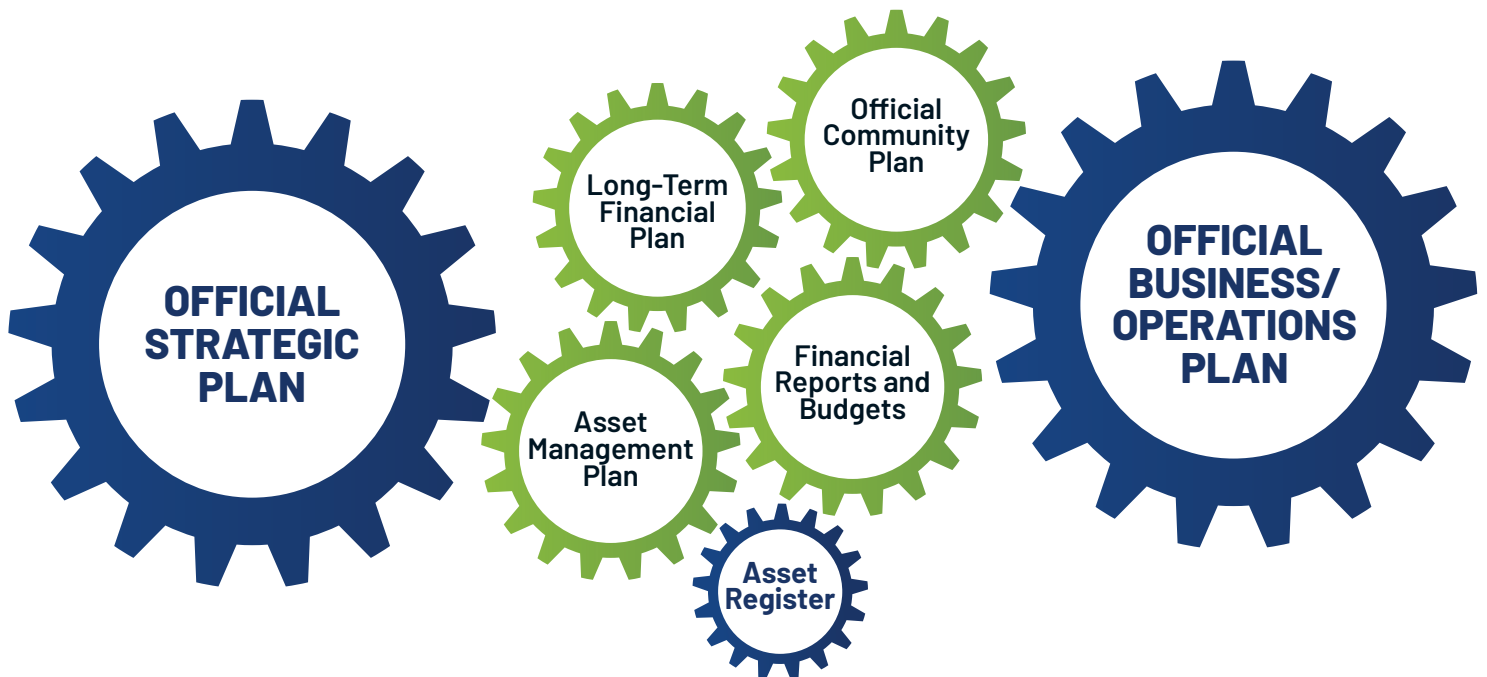 OFFICIAL
STRATEGIC
PLAN
Long-Term
Financial
Plan
Official
Community
Plan
Asset
Management
Plan
Financial
Reports and
Budgets
Asset
Register
OFFICIAL
BUSINESS/
OPERATIONS
PLAN